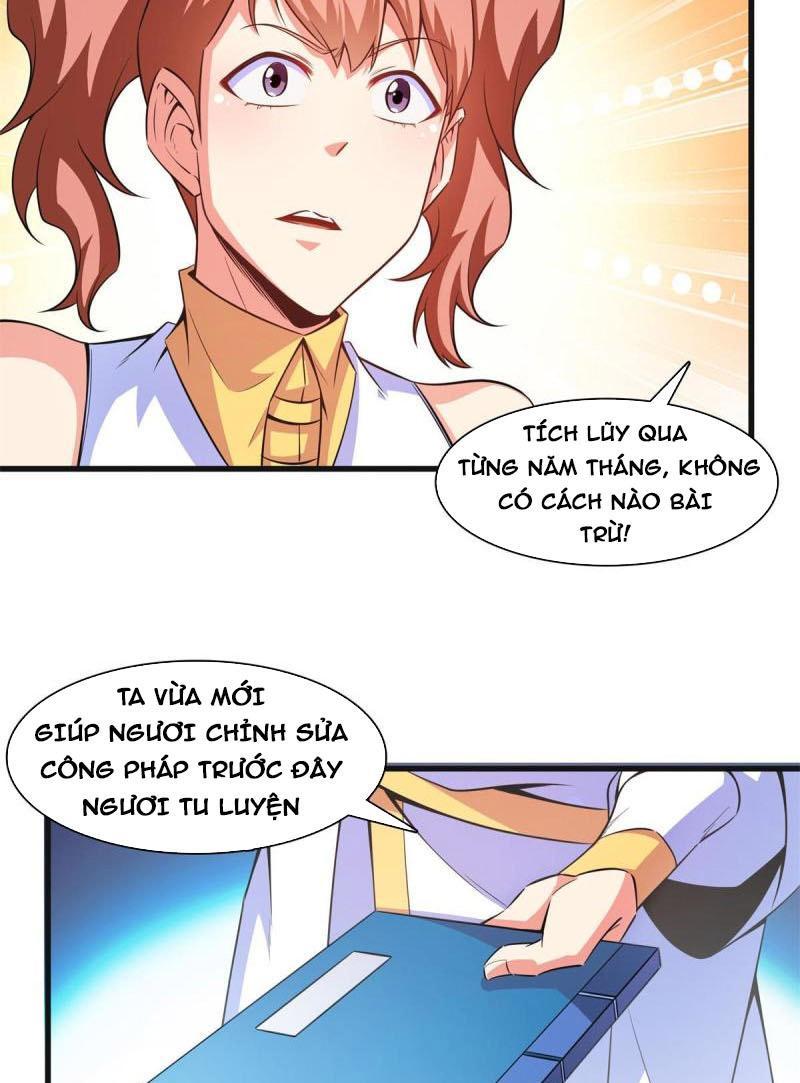 TÍCH LŨY QUA
TỪNG NĂM THÁNG, KHÔNG
CÓ CÁCH NÀO BÀI
TRỪ!
TA VỪA MỚI
GIÚP NGƯƠI CHỈNH SỬA
CÔNG PHÁP TRƯỚC ĐÂY
NGƯƠI TU LUYỆN